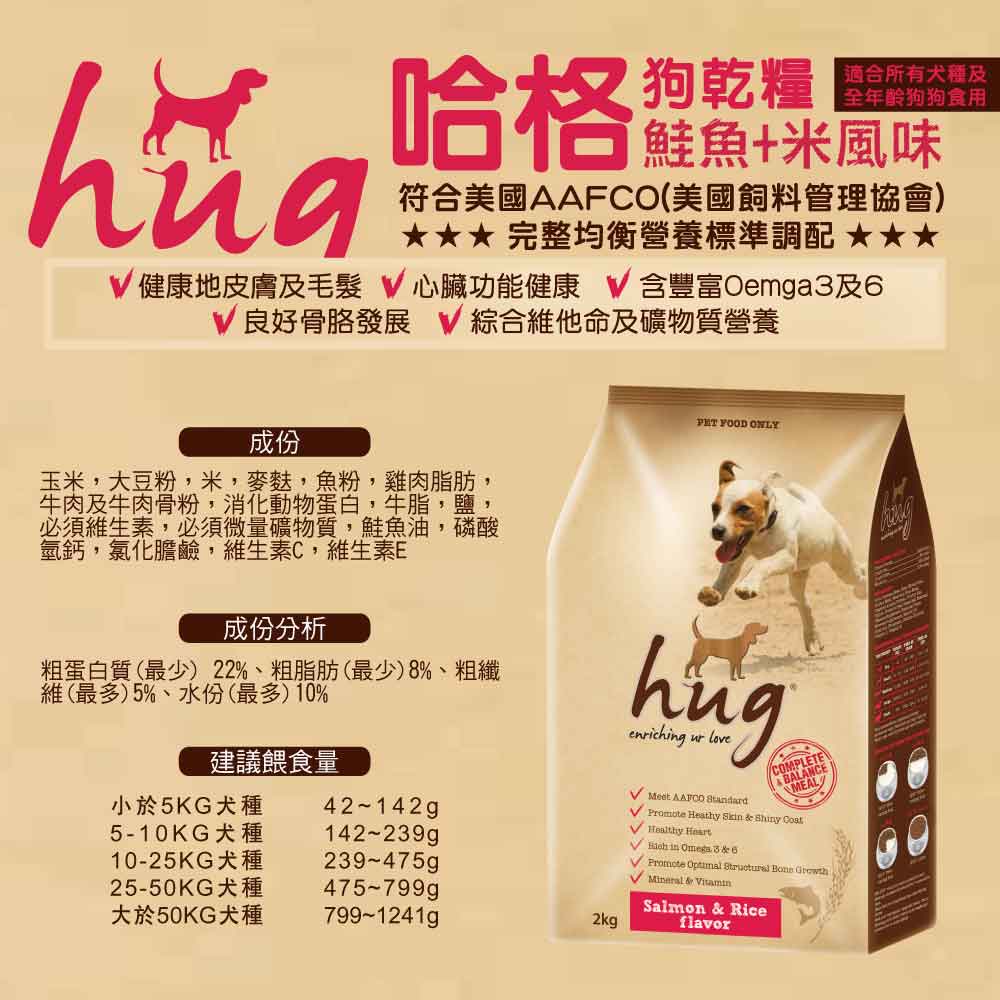 hug
哈格
狗乾糧
鮭魚+米風味
適合所有犬種及
全年齡狗狗食用
符合美國AAFCO(美國飼料管理協會)
★★★ 完整均衡營養標準調配 ★★★
✓健康地皮膚及毛髮 ✓心臟功能健康 ✓含豐富Oemga3及6
✓良好骨胳發展 ✓綜合維他命及礦物質營養
成份
玉米，大豆粉，米，麥麩，魚粉，雞肉脂肪，
牛肉及牛肉骨粉，消化動物蛋白，牛脂，鹽，
必須維生素，必須微量礦物質，鮭魚油，磷酸
氫鈣，氯化膽鹼，維生素C，維生素E
成份分析
粗蛋白質(最少) 22%、粗脂肪(最少)8%、粗纖
維(最多)5%、水份(最多)10%
建議餵食量
小於5KG犬種 42~142g
5-10KG犬種 142~239g
10-25KG犬種 239~475g
25-50KG犬種 475~799g
大於50KG犬種 799~1241g
PET FOOD ONLY
hug®
enriching ur love
COMPLETE
& BALANCE
MEAL
✓ Meet AAFCO Standard
✓ Promote Heathy Skin & Shiny Coat
✓ Healthy Heart
✓ Rich in Omega 3 & 6
✓ Promote Optimal Structural Bone Growth
✓ Mineral & Vitamin
2kg
Salmon & Rice
flavor
hug